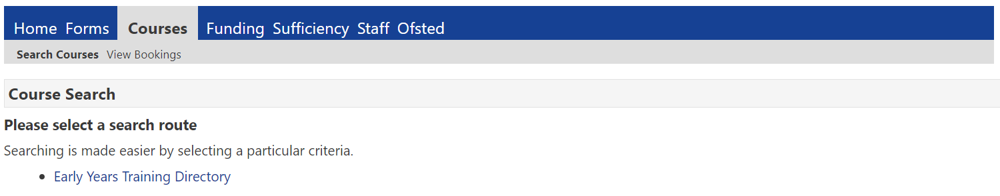 Home Forms Courses Funding Sufficiency Staff Ofsted
Search Courses View Bookings
Course Search
Please select a search route
Searching is made easier by selecting a particular criteria.
• Early Years Training Directory